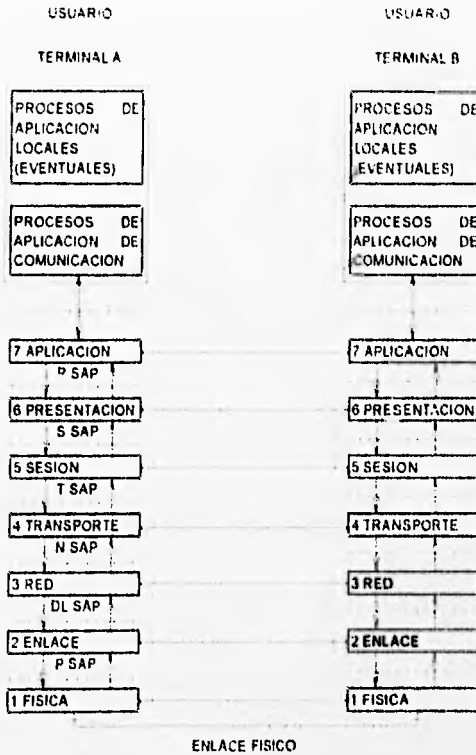 USUARIO
TERMINAL A
PROCESOS DE
APLICACION
LOCALES
(EVENTUALES)
PROCESOS DE
APLICACION DE
COMUNICACION
7 APLICACION
P SAP
6 PRESENTACION
S SAP
5 SESION
T SAP
4 TRANSPORTE
N SAP
3 RED
DL SAP
2 ENLACE
P SAP
1 FISICA
USUARIO
TERMINAL B
PROCESOS DE
APLICACION
LOCALES
(EVENTUALES)
PROCESOS DE
APLICACION DE
COMUNICACION
7 APLICACION
6 PRESENTACION
5 SESION
4 TRANSPORTE
3 RED
2 ENLACE
1 FISICA
ENLACE FISICO